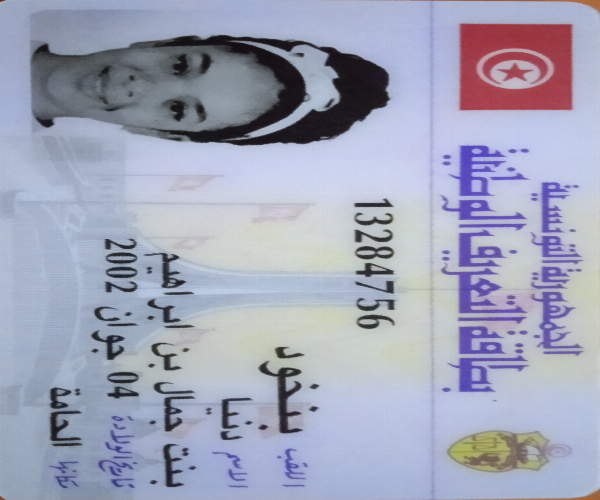 الجمهورية التونسية
بطاقة التعريف الوطنية
13284756
اللقب
الاسم دنيا
بنت جمال بن ابراهيم
تاريخ الولادة 04 جوان 2002
مكانها الحامة